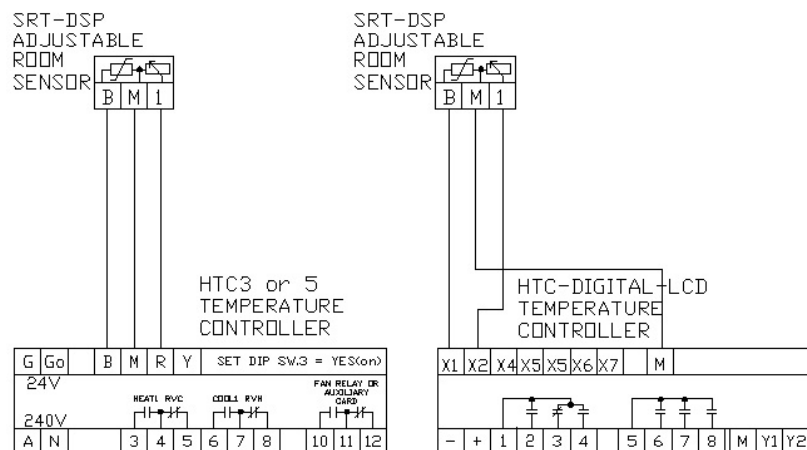 SRT-DSP
ADJUSTABLE
ROOM
SENSOR
B M 1
SRT-DSP
ADJUSTABLE
ROOM
SENSOR
B M 1
HTC3 or 5
TEMPERATURE
CONTROLLER
HTC-DIGITAL-LCD
TEMPERATURE
CONTROLLER
G Go B M R Y SET DIP SW.3 = YES(on)
24V
HEAT1 RVC COOL1 RVH FAN RELAY OR
AUXILIARY
CARD
240V
A N 3 4 5 6 7 8 10 11 12
X1 X2 X4 X5 X5 X6 X7 M
- + 1 2 3 4 5 6 7 8 M Y1 Y2